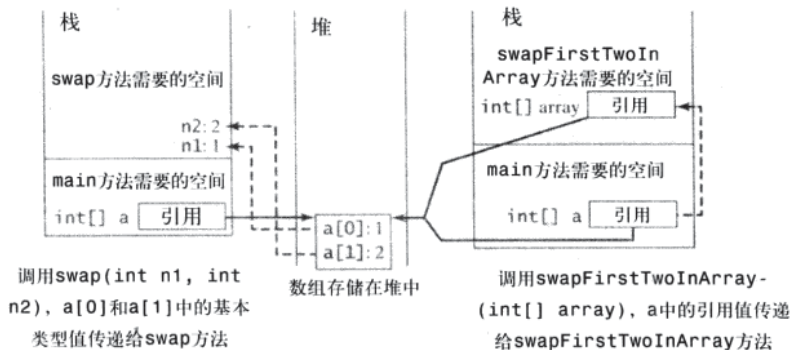 栈
swap方法需要的空间
n2: 2
n1: 1
main方法需要的空间
int[] a 引用
调用swap(int n1, int
n2)，a[0]和a[1]中的基本
类型值传递给swap方法
堆
a[0]: 1
a[1]: 2
数组存储在堆中
栈
swapFirstTwoIn
Array方法需要的空间
int[] array 引用
main方法需要的空间
int[] a 引用
调用swapFirstTwoInArray-
(int[] array)，a中的引用值传递
给swapFirstTwoInArray方法